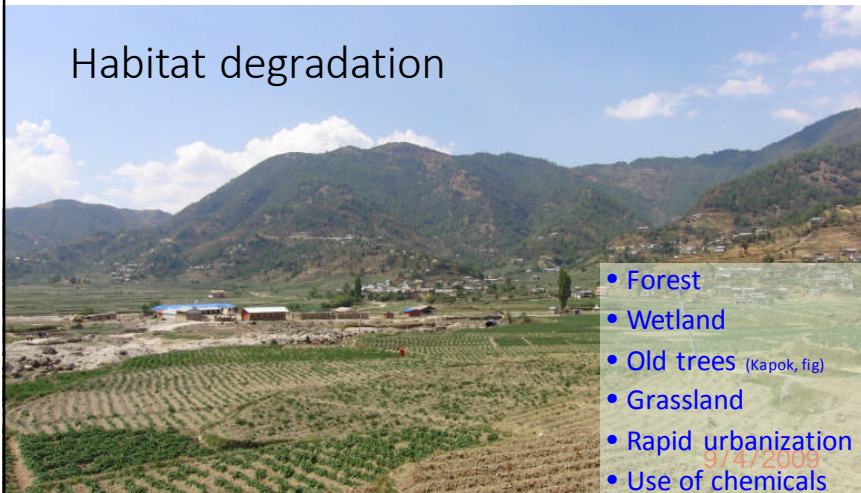 Habitat degradation
• Forest
• Wetland
• Old trees (Kapok, fig)
• Grassland
• Rapid urbanization
9/4/2009
• Use of chemicals